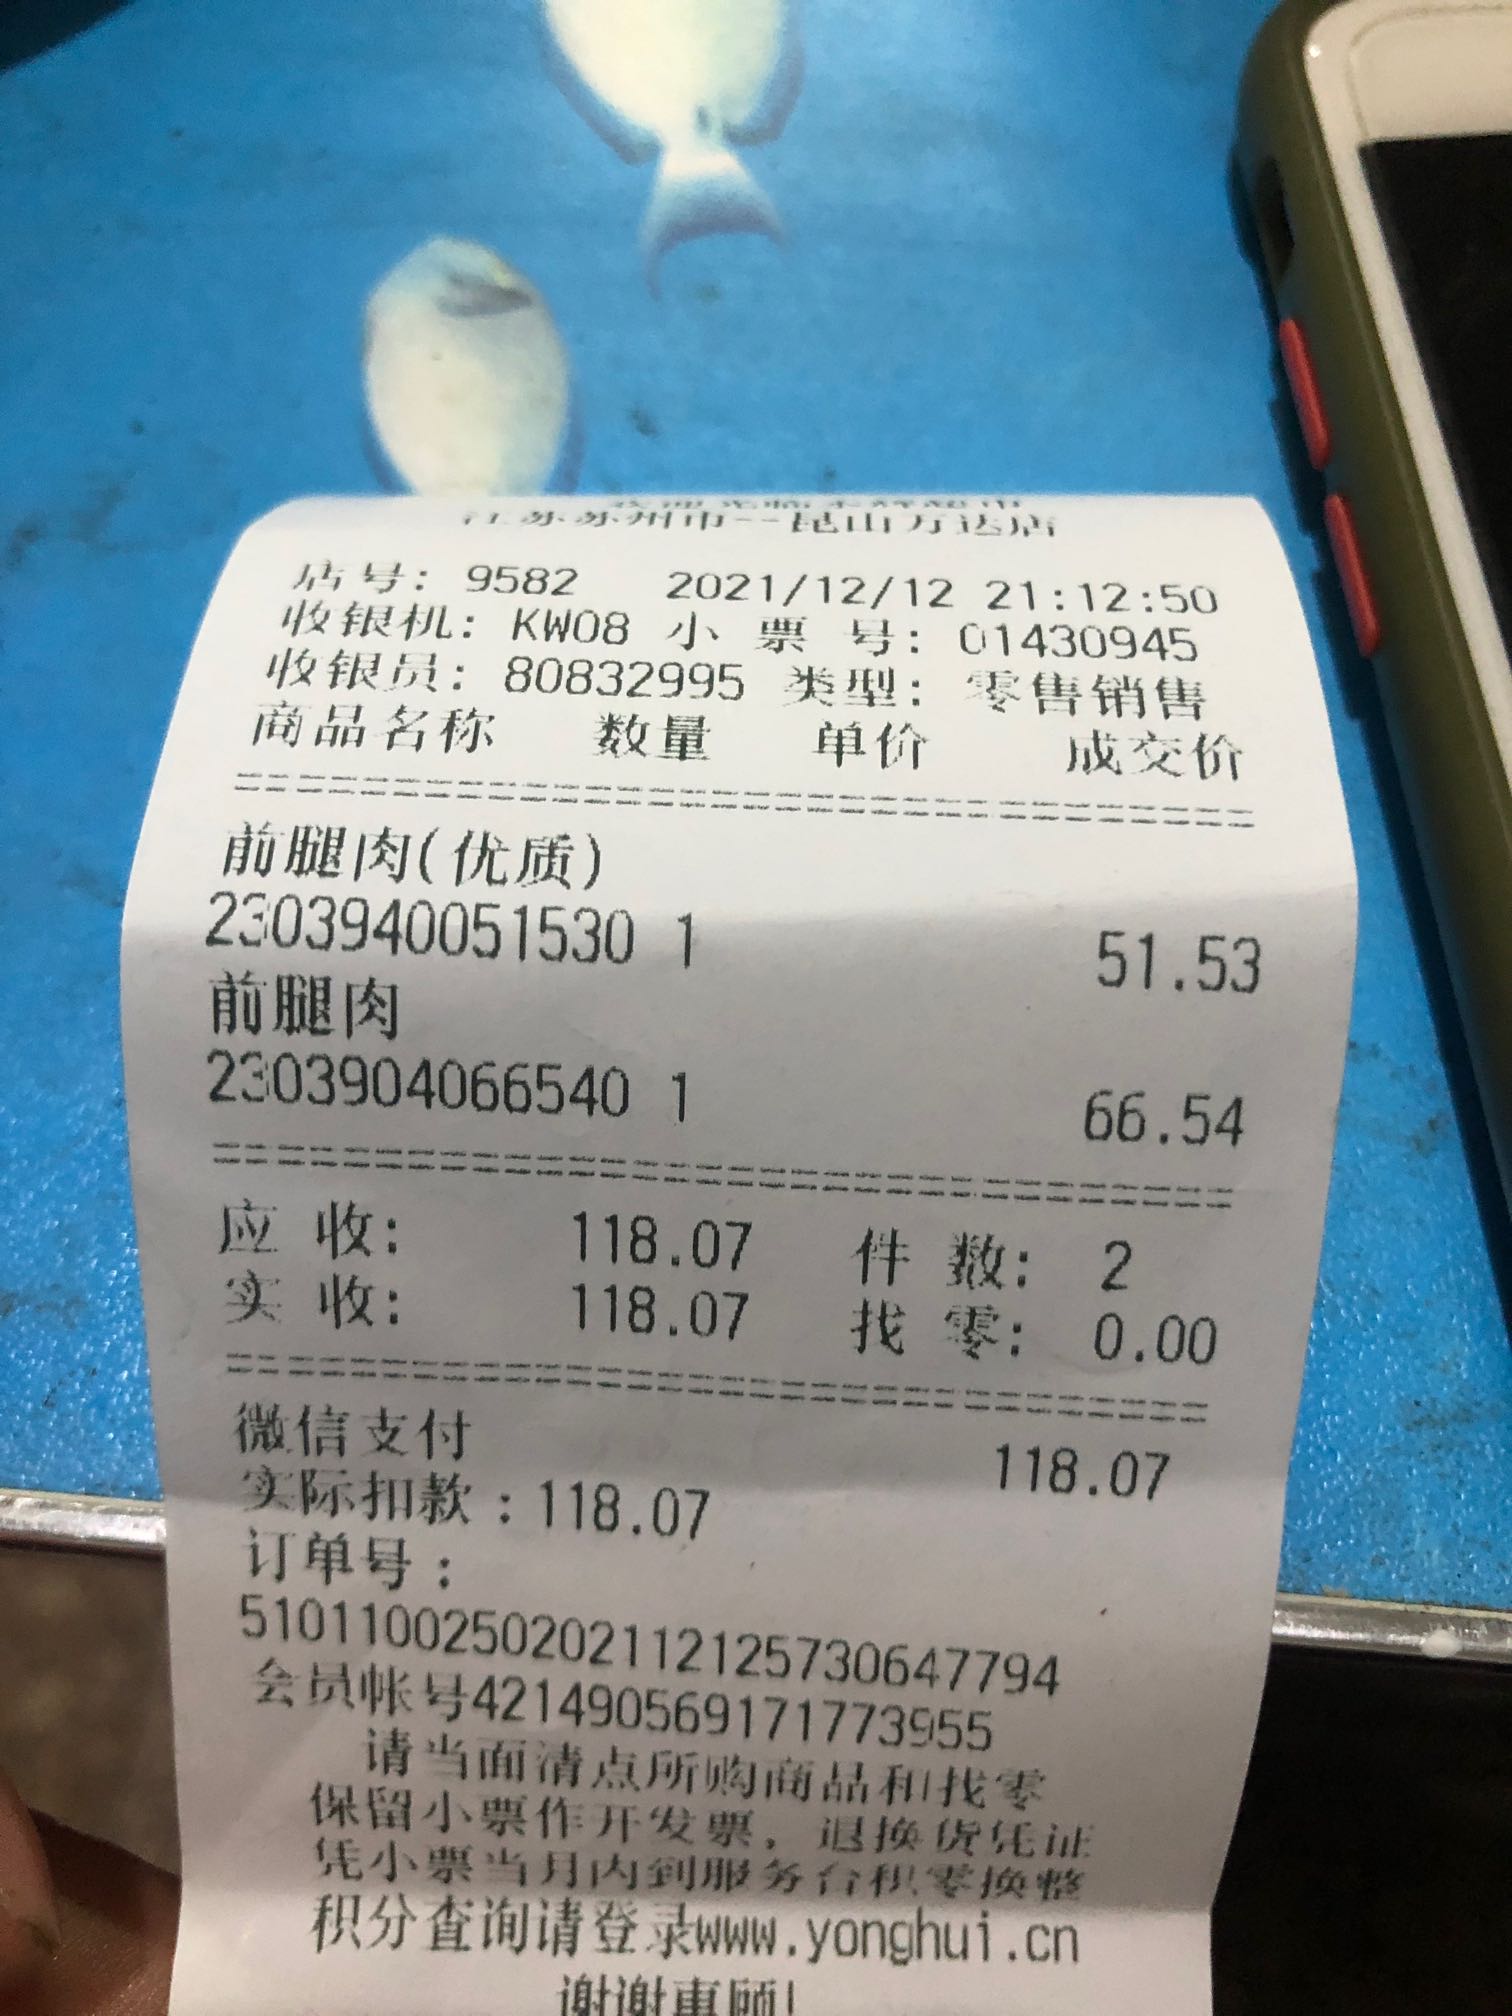 江苏苏州市--昆山万达店
店号: 9582 2021/12/12 21:12:50
收银机: KW08 小 票 号: 01430945
收银员: 80832995 类型: 零售销售
商品名称 数量 单价 成交价
前腿肉(优质)
2303940051530 1 51.53
前腿肉
2303904066540 1 66.54
应 收: 118.07 件 数: 2
实 收: 118.07 找 零: 0.00
微信支付 118.07
实际扣款:118.07
订单号:
510110025020211212573064​7794
会员帐号421490569171773955
请当面清点所购商品和找零
保留小票作开发票, 退换货凭证
凭小票当月内到服务台积零换整
积分查询请登录www.yonghui.cn
谢谢惠顾!